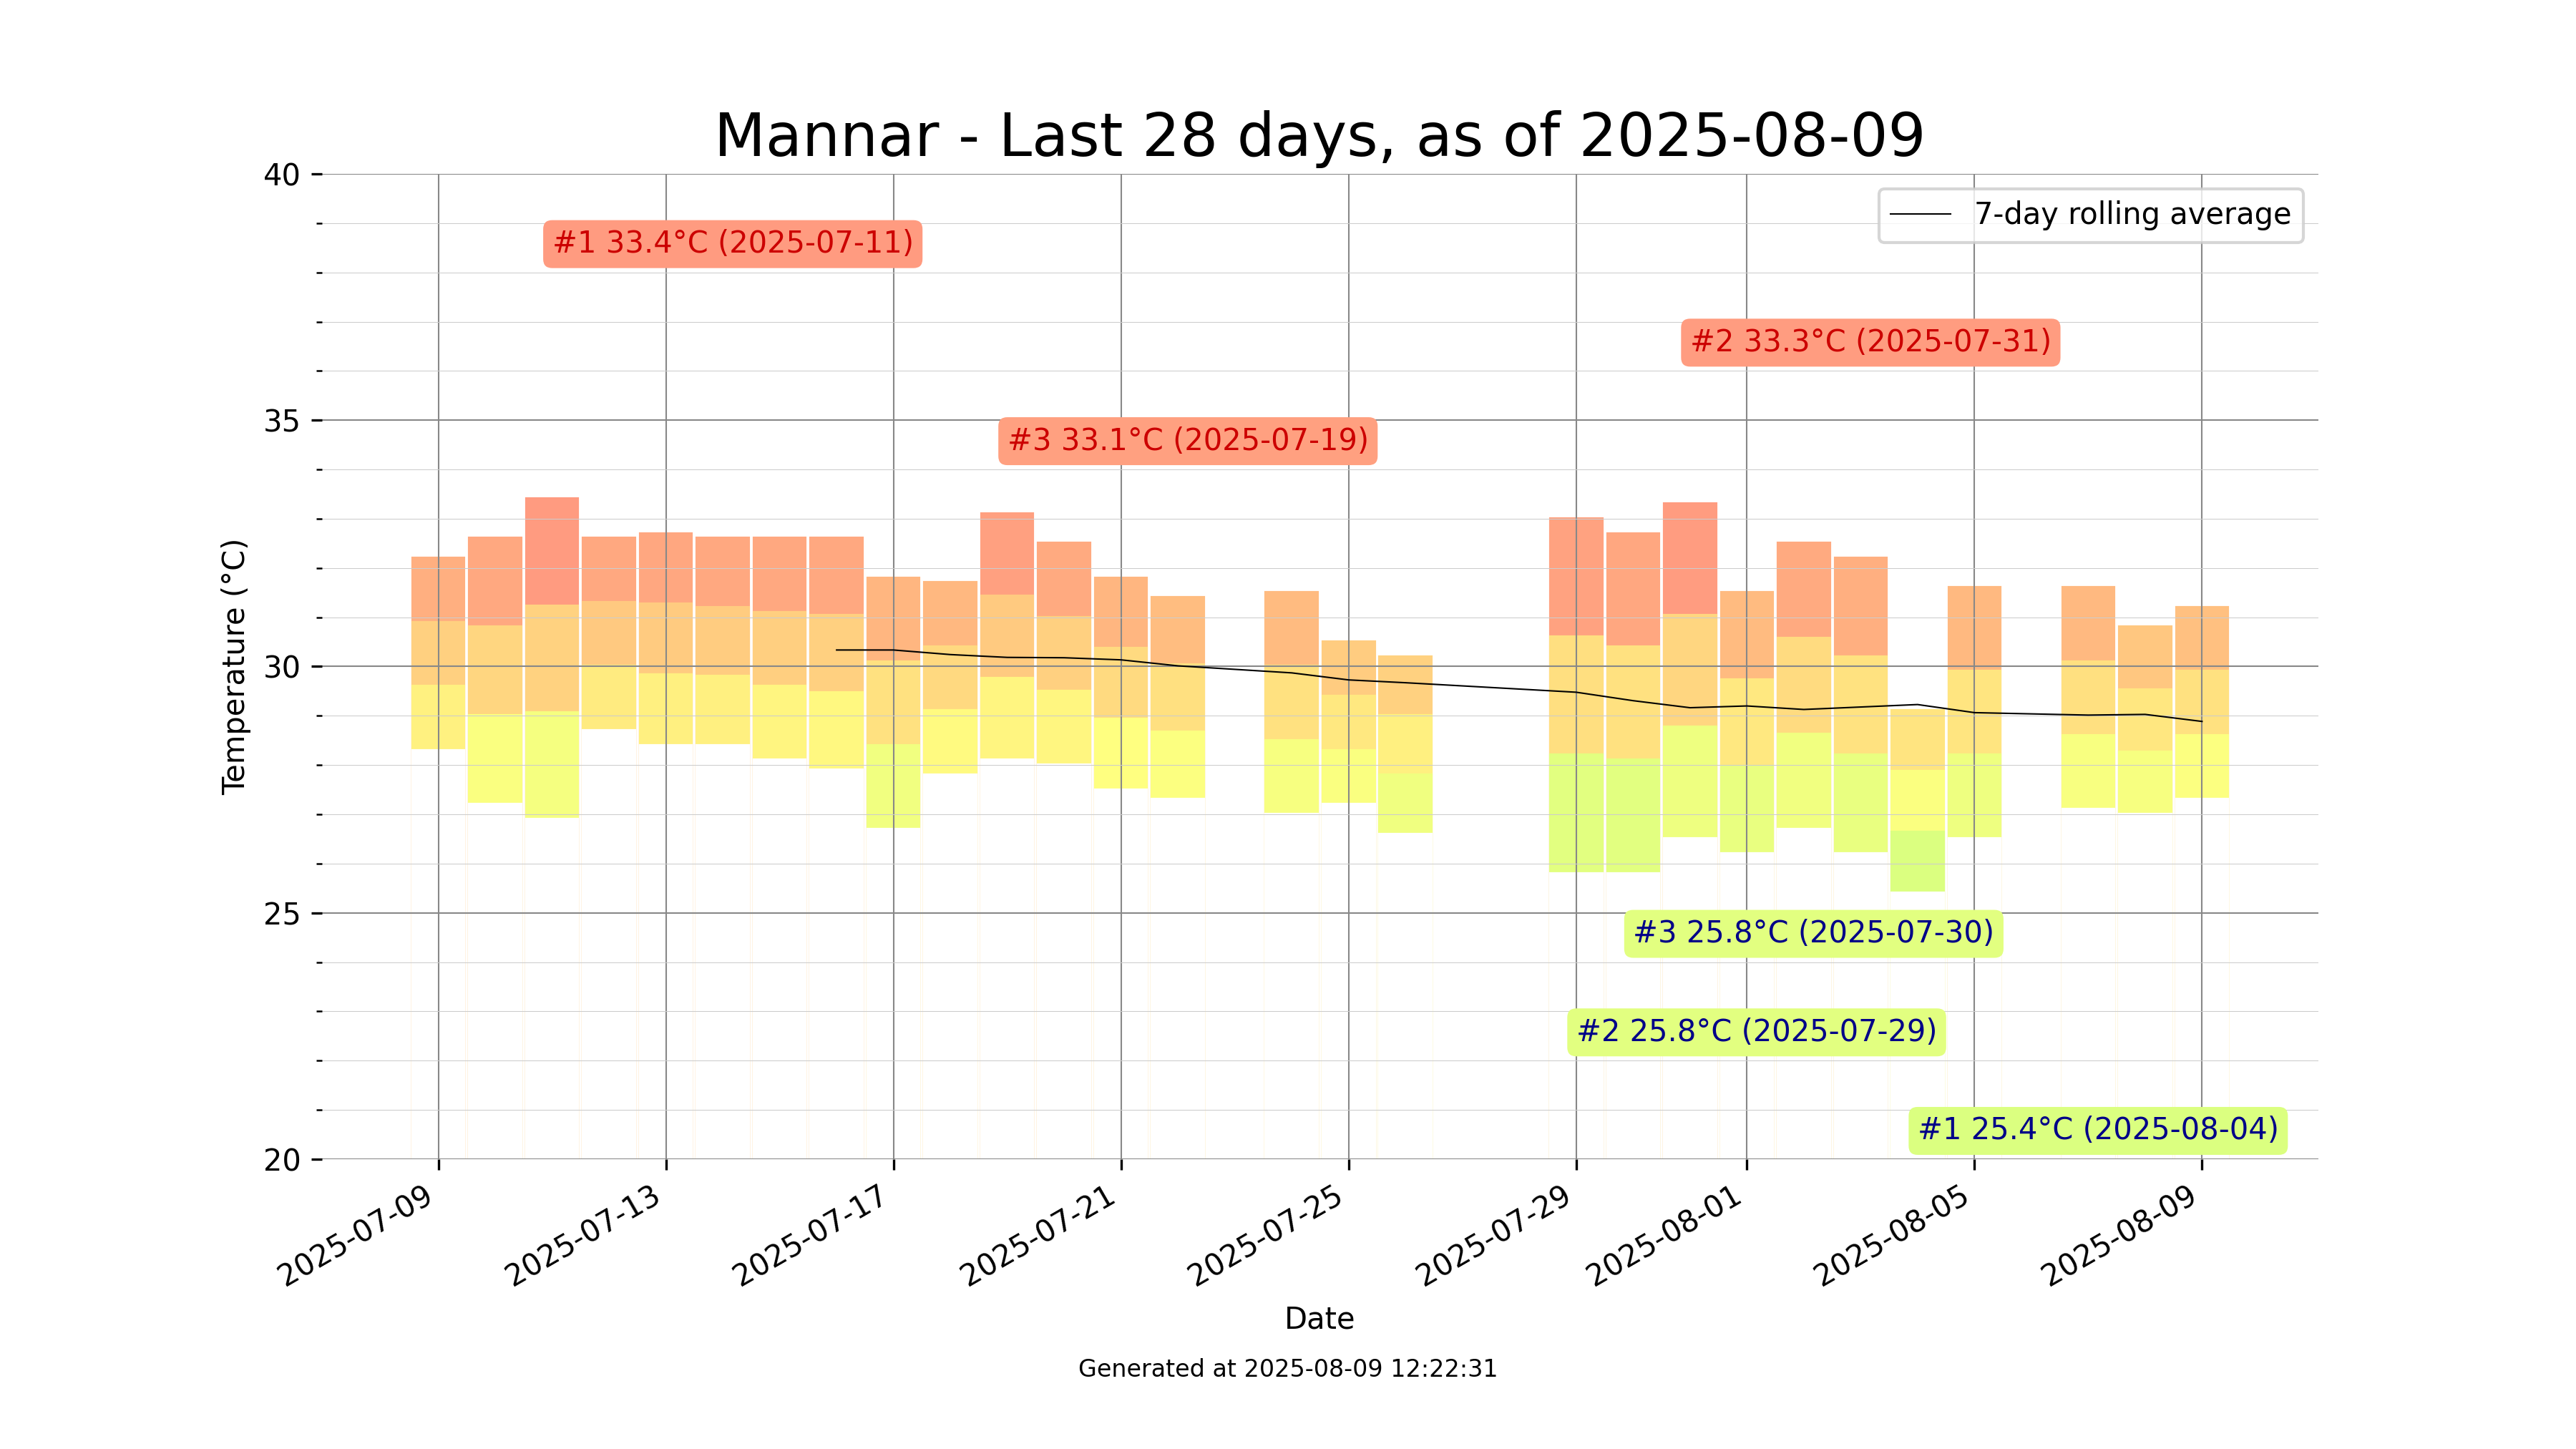 Mannar - Last 28 days, as of 2025-08-09
7-day rolling average
#1 33.4°C (2025-07-11)
#2 33.3°C (2025-07-31)
#3 33.1°C (2025-07-19)
#3 25.8°C (2025-07-30)
#2 25.8°C (2025-07-29)
#1 25.4°C (2025-08-04)
Temperature (°C)
40
35
30
25
20
2025-07-09
2025-07-13
2025-07-17
2025-07-21
2025-07-25
2025-07-29
2025-08-01
2025-08-05
2025-08-09
Date
Generated at 2025-08-09 12:22:31